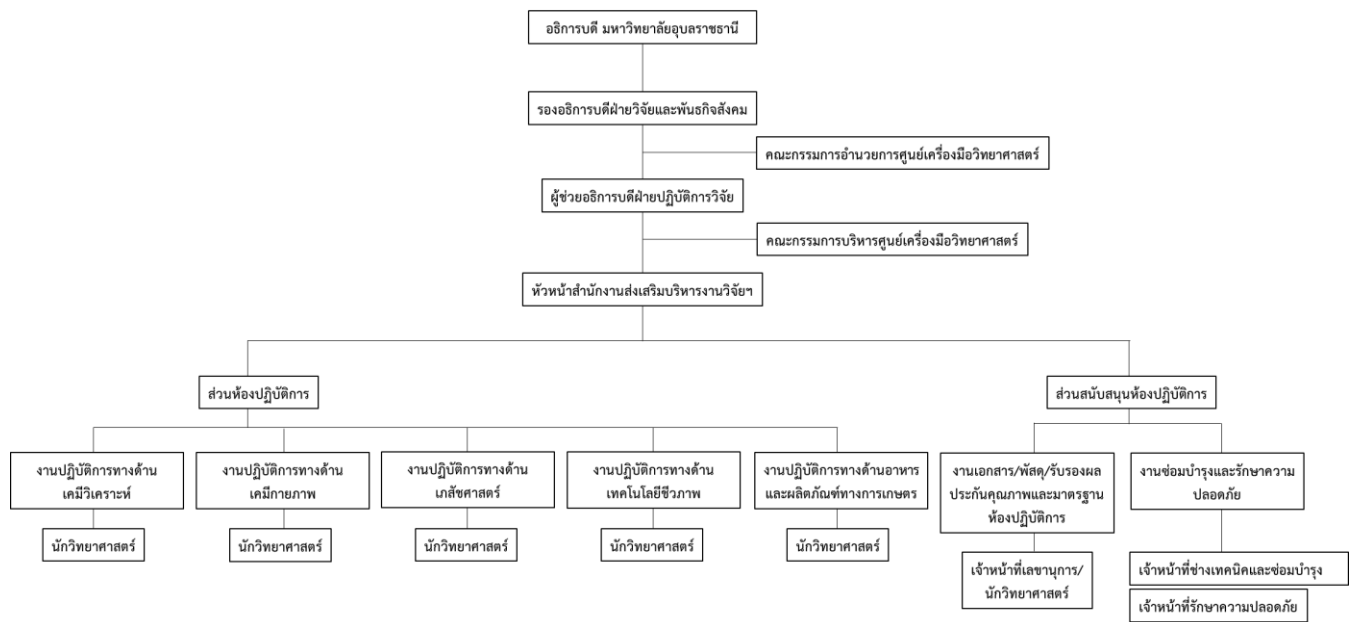 อธิการบดี มหาวิทยาลัยอุบลราชธานี
รองอธิการบดีฝ่ายวิจัยและพันธกิจสังคม
คณะกรรมการอำนวยการศูนย์เครื่องมือวิทยาศาสตร์
ผู้ช่วยอธิการบดีฝ่ายปฏิบัติการวิจัย
คณะกรรมการบริหารศูนย์เครื่องมือวิทยาศาสตร์
หัวหน้าสำนักงานส่งเสริมบริหารงานวิจัยฯ
ส่วนห้องปฏิบัติการ
ส่วนสนับสนุนห้องปฏิบัติการ
งานปฏิบัติการทางด้าน
เคมีวิเคราะห์
งานปฏิบัติการทางด้าน
เคมีกายภาพ
งานปฏิบัติการทางด้าน
เภสัชศาสตร์
งานปฏิบัติการทางด้าน
เทคโนโลยีชีวภาพ
งานปฏิบัติการทางด้านอาหาร
และผลิตภัณฑ์ทางการเกษตร
งานเอกสาร/พัสดุ/รับรองผล
ประกันคุณภาพและมาตรฐาน
ห้องปฏิบัติการ
งานซ่อมบำรุงและรักษาความ
ปลอดภัย
นักวิทยาศาสตร์
นักวิทยาศาสตร์
นักวิทยาศาสตร์
นักวิทยาศาสตร์
นักวิทยาศาสตร์
เจ้าหน้าที่เลขานุการ/
นักวิทยาศาสตร์
เจ้าหน้าที่ช่างเทคนิคและซ่อมบำรุง
เจ้าหน้าที่รักษาความปลอดภัย